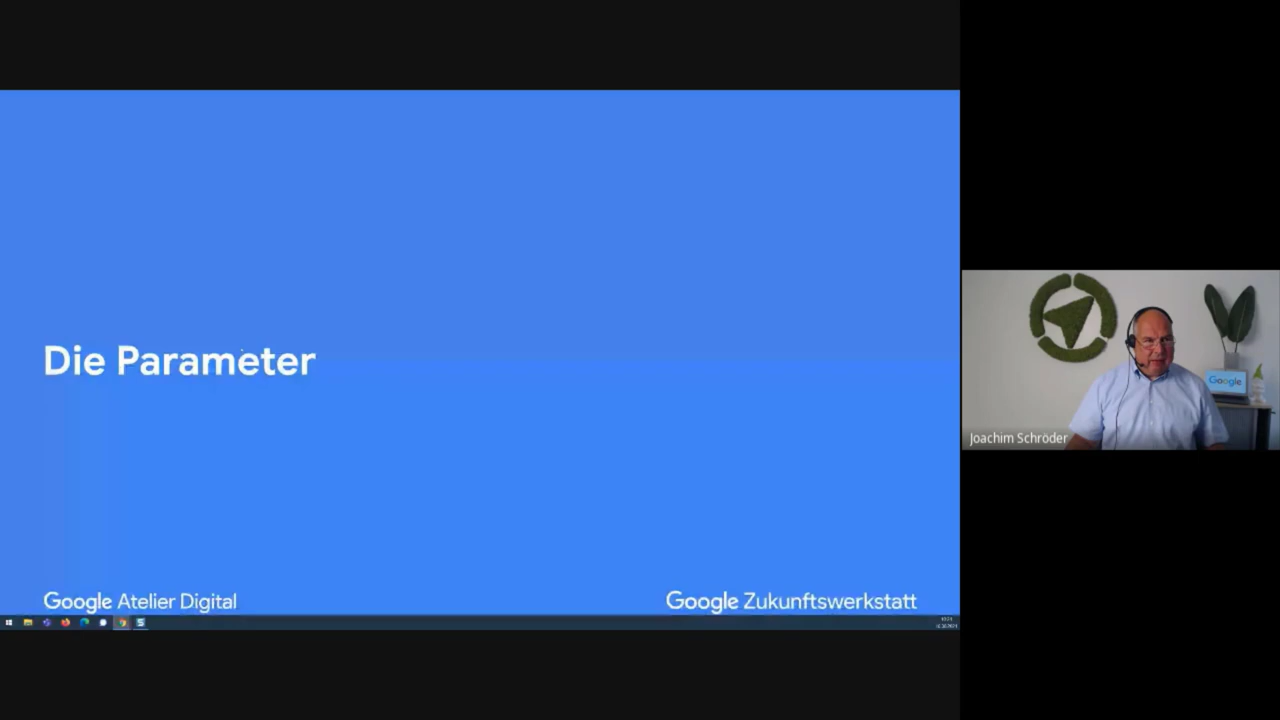 Die Parameter
Google Atelier Digital
Google Zukunftswerkstatt
Google
Joachim Schröder